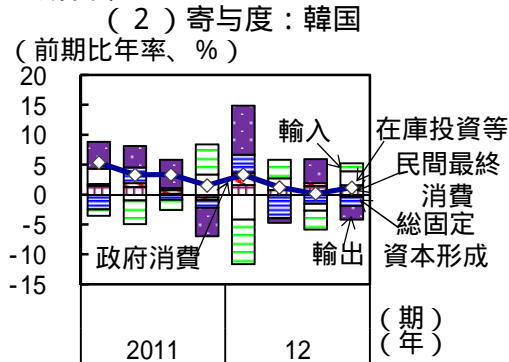 （２）寄与度：韓国
（前期比年率、％）
20
15
10
5
0
-5
-10
-15
輸入
在庫投資等
民間最終
消費
総固定
資本形成
政府消費
輸出
（期）
（年）
2011
12